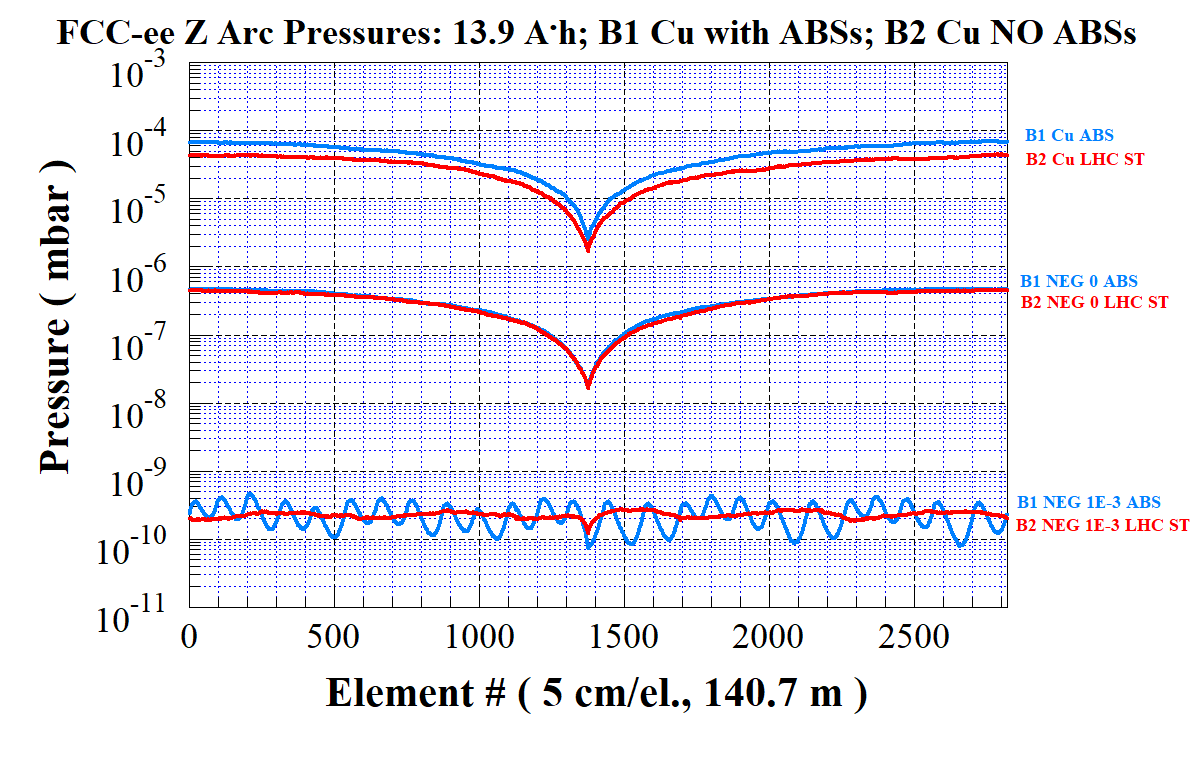 FCC-ee Z Arc Pressures: 13.9 A·h; B1 Cu with ABSs; B2 Cu NO ABSs
10-3
10-4
10-5
10-6
10-7
10-8
10-9
10-10
10-11
Pressure ( mbar )
B1 Cu ABS
B2 Cu LHC ST
B1 NEG 0 ABS
B2 NEG 0 LHC ST
B1 NEG 1E-3 ABS
B2 NEG 1E-3 LHC ST
0 500 1000 1500 2000 2500
Element # ( 5 cm/el., 140.7 m )